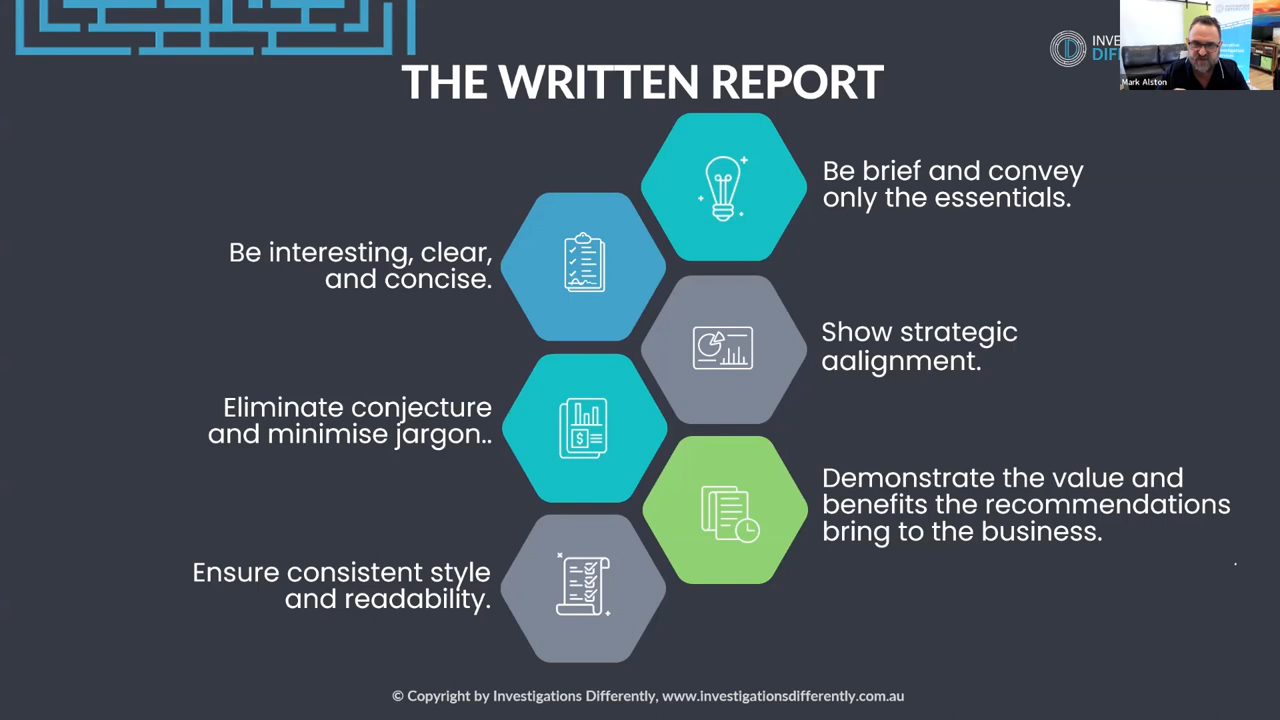 INVE
DIF
Mark Alston
THE WRITTEN REPORT
Be brief and convey
only the essentials.
Be interesting, clear,
and concise.
Show strategic
aalignment.
Eliminate conjecture
and minimise jargon..
Demonstrate the value and
benefits the recommendations
bring to the business.
Ensure consistent style
and readability.
© Copyright by Investigations Differently, www.investigationsdifferently.com.au